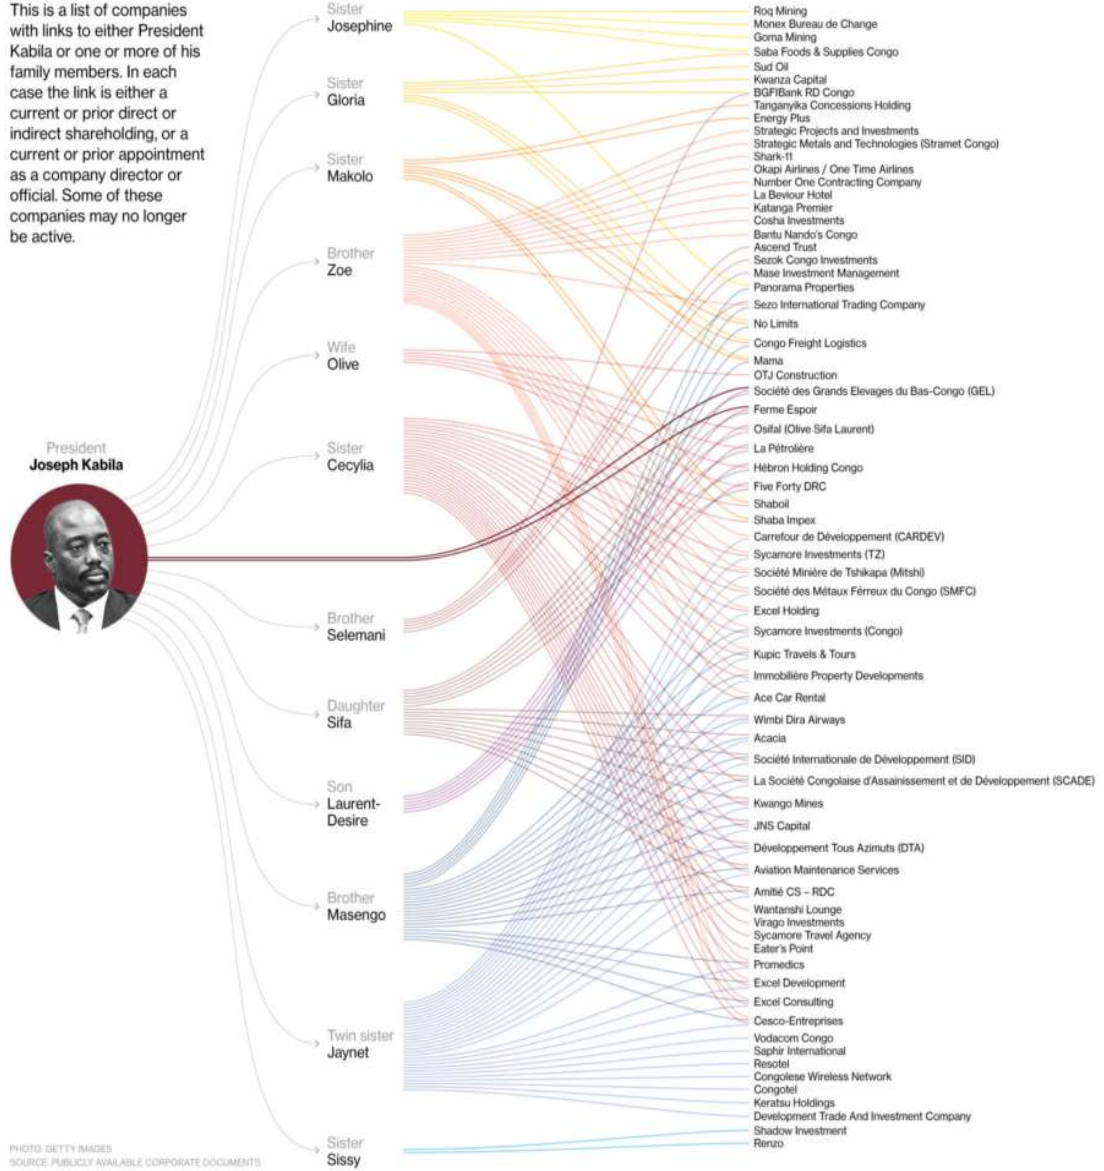 This is a list of companies
with links to either President
Kabila or one or more of his
family members. In each
case the link is either a
current or prior direct or
indirect shareholding, or a
current or prior appointment
as a company director or
official. Some of these
companies may no longer
be active.
President
Joseph Kabila
Sister
Josephine
Sister
Gloria
Sister
Makolo
Brother
Zoe
Wife
Olive
Sister
Cecylia
Brother
Selemani
Daughter
Sifa
Son
Laurent-
Desire
Brother
Masengo
Twin sister
Jaynet
Sister
Sissy
Roq Mining
Monex Bureau de Change
Goma Mining
Saba Foods & Supplies Congo
Sud Oil
Kwanza Capital
BGFIBank RD Congo
Tanganyika Concessions Holding
Energy Plus
Strategic Projects and Investments
Strategic Metals and Technologies (Stramet Congo)
Shark-11
Okapi Airlines / One Time Airlines
Number One Contracting Company
La Beviour Hotel
Katanga Premier
Cosha Investments
Bantu Nando's Congo
Ascend Trust
Sezok Congo Investments
Mase Investment Management
Panorama Properties
Sezo International Trading Company
No Limits
Congo Freight Logistics
Mama
OTJ Construction
Société des Grands Elevages du Bas-Congo (GEL)
Ferme Espoir
Osifal (Olive Sifa Laurent)
La Pétrolière
Hébron Holding Congo
Five Forty DRC
Shaboil
Shaba Impex
Carrefour de Développement (CARDEV)
Sycamore Investments (TZ)
Société Minière de Tshikapa (Mitshi)
Société des Métaux Férreux du Congo (SMFC)
Excel Holding
Sycamore Investments (Congo)
Kupic Travels & Tours
Immobilière Property Developments
Ace Car Rental
Wimbi Dira Airways
Acacia
Société Internationale de Développement (SID)
La Société Congolaise d'Assainissement et de Développement (SCADE)
Kwango Mines
JNS Capital
Développement Tous Azimuts (DTA)
Aviation Maintenance Services
Amitié CS – RDC
Wantanshi Lounge
Virago Investments
Sycamore Travel Agency
Eater's Point
Promedics
Excel Development
Excel Consulting
Cesco-Entreprises
Vodacom Congo
Saphir International
Resotel
Congolese Wireless Network
Congotel
Keratsu Holdings
Development Trade And Investment Company
Shadow Investment
Renzo
PHOTO: GETTY IMAGES
SOURCE: PUBLICLY AVAILABLE CORPORATE DOCUMENTS